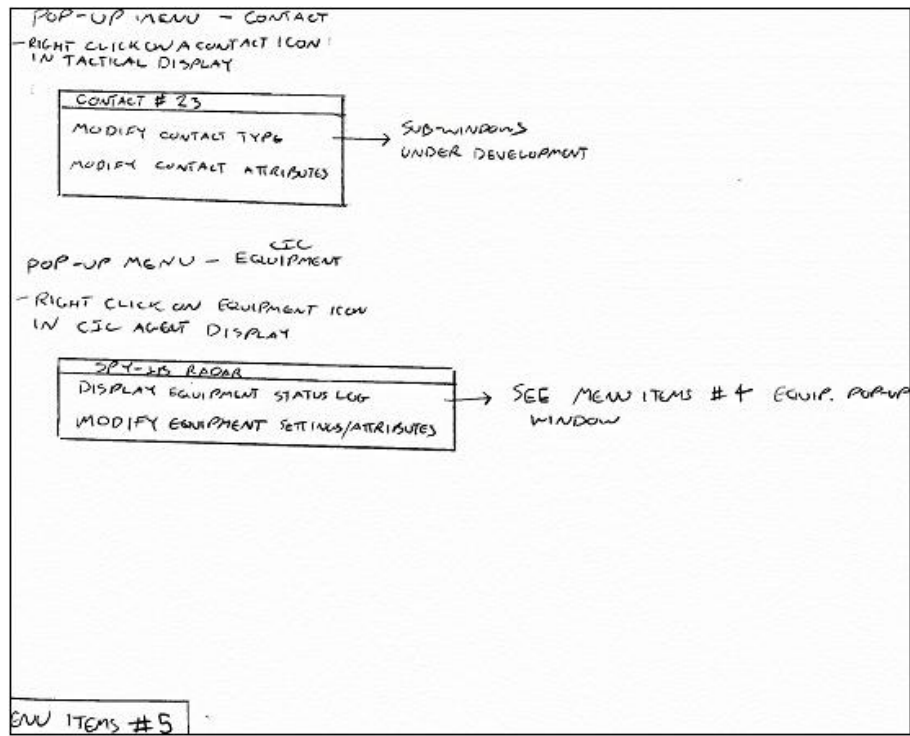 POP-UP MENU - CONTACT
- RIGHT CLICK ON A CONTACT ICON
IN TACTICAL DISPLAY
CONTACT # 23
MODIFY CONTACT TYPE
MODIFY CONTACT ATTRIBUTES
SUB-WINDOWS
UNDER DEVELOPMENT
CIC
POP-UP MENU - EQUIPMENT
- RIGHT CLICK ON EQUIPMENT ICON
IN CIC AGENT DISPLAY
SPY-1B RADAR
DISPLAY EQUIPMENT STATUS LOG
MODIFY EQUIPMENT SETTINGS/ATTRIBUTES
SEE MENU ITEMS # 4 EQUIP. POP-UP
WINDOW
ENU ITEMS #5